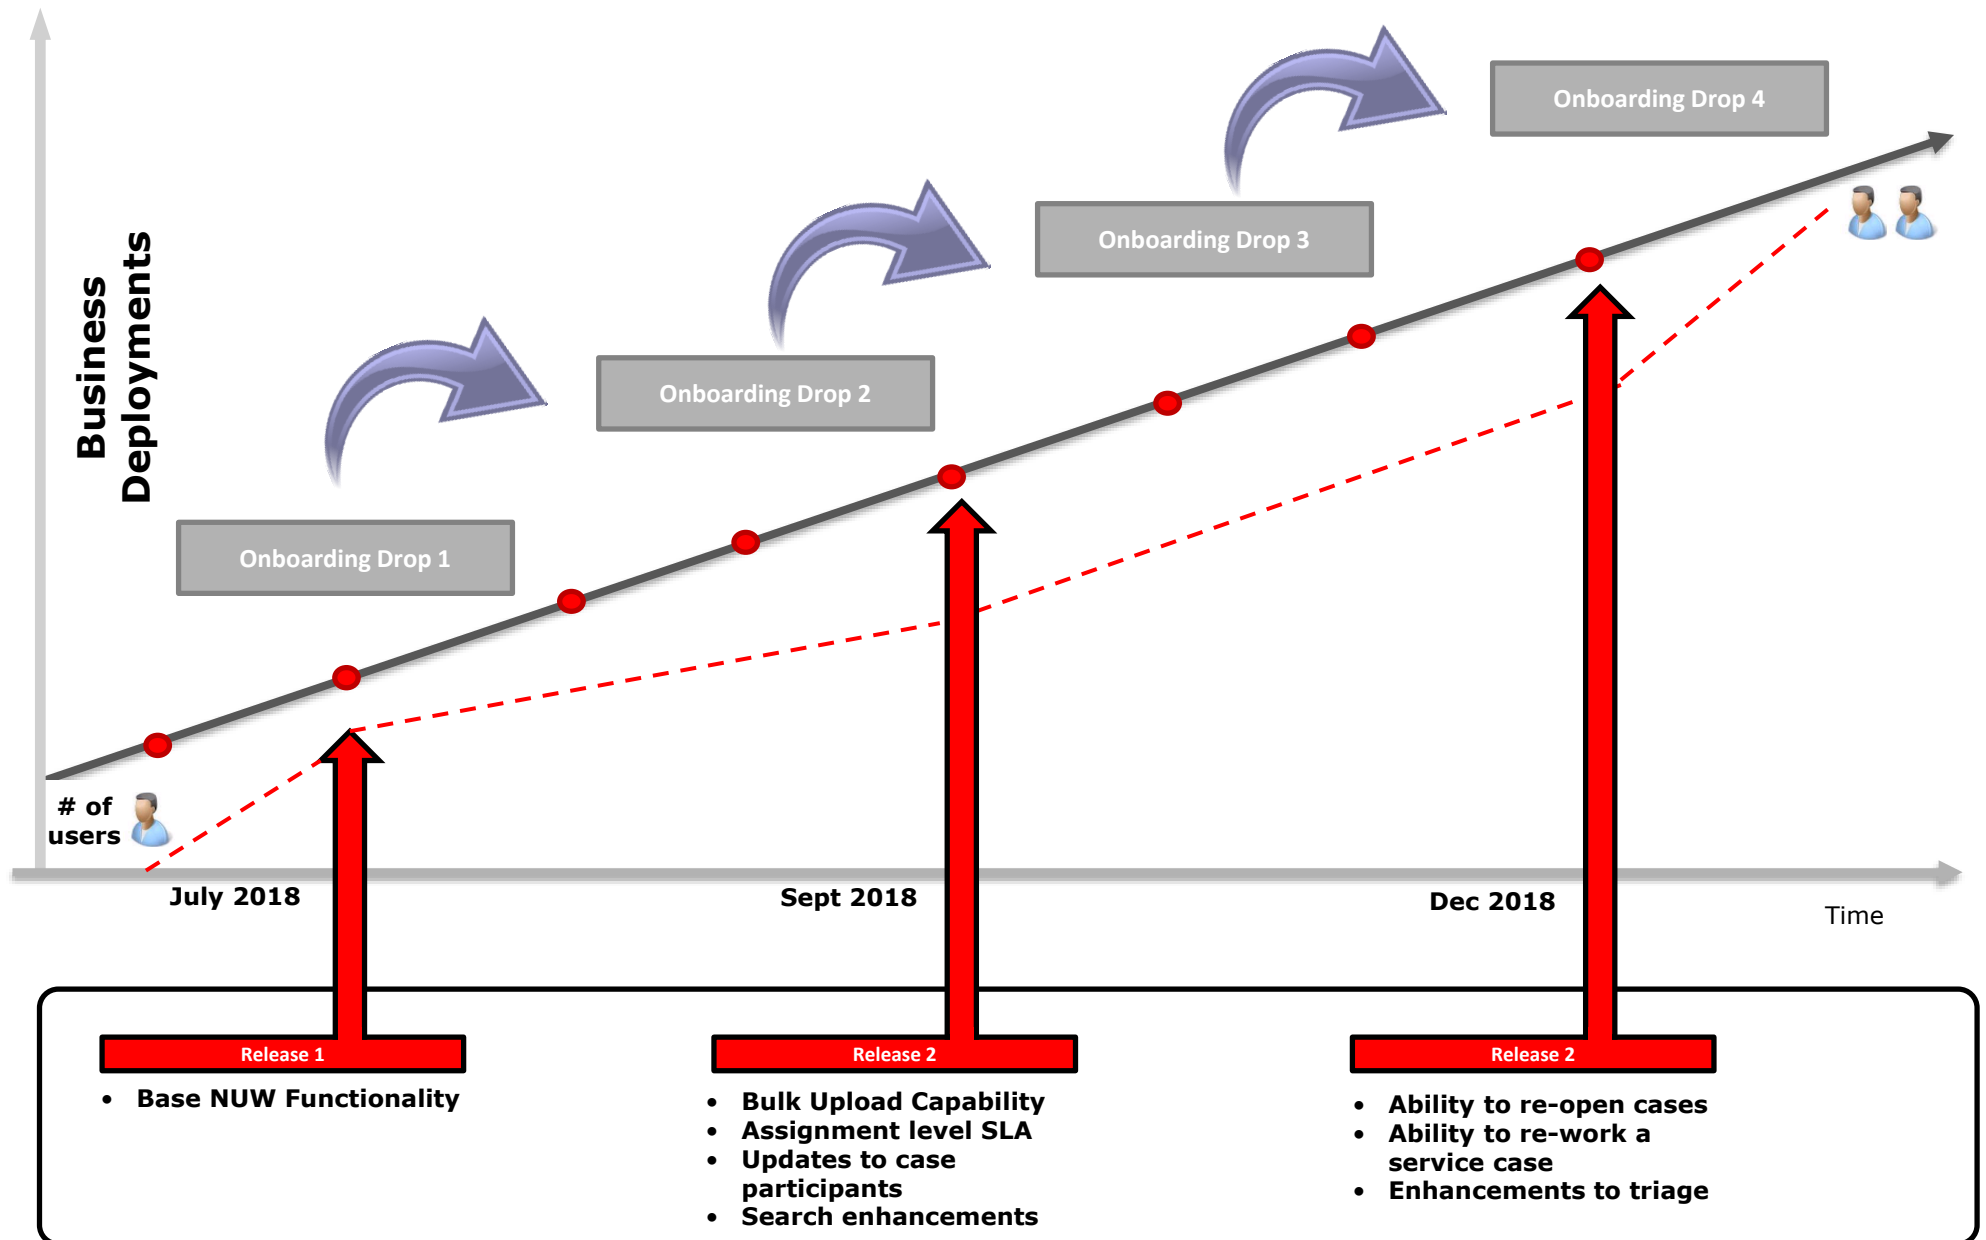 Onboarding Drop 4
Onboarding Drop 3
Business
Deployments
Onboarding Drop 2
Onboarding Drop 1
# of
users
July 2018
Sept 2018
Dec 2018
Time
Release 1
• Base NUW Functionality
Release 2
• Bulk Upload Capability
• Assignment level SLA
• Updates to case
participants
• Search enhancements
Release 2
• Ability to re-open cases
• Ability to re-work a
service case
• Enhancements to triage